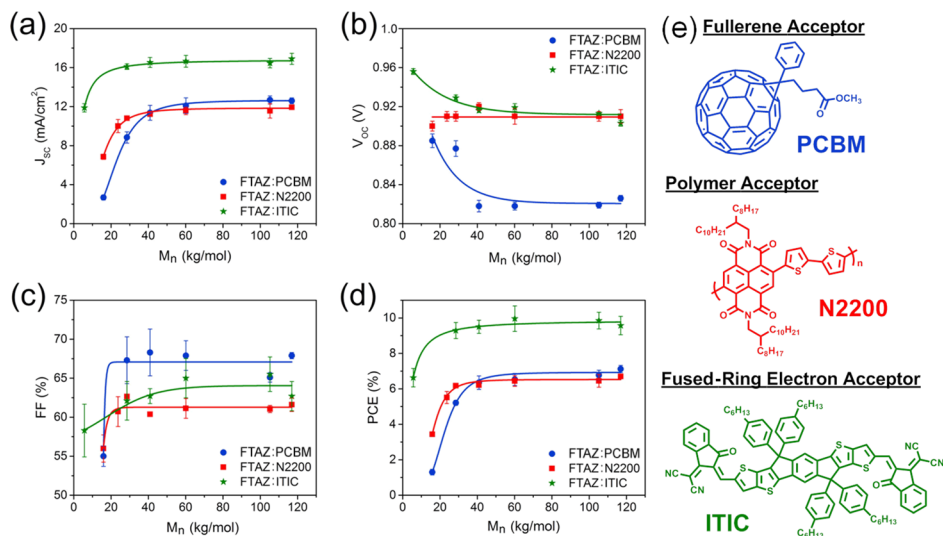 (a)
20
16
12
8
4
0
J_SC (mA/cm²)
0 20 40 60 80 100 120
M_n (kg/mol)
FTAZ:PCBM
FTAZ:N2200
FTAZ:ITIC
(b)
1.00
0.96
0.92
0.88
0.84
0.80
V_OC (V)
0 20 40 60 80 100 120
M_n (kg/mol)
FTAZ:PCBM
FTAZ:N2200
FTAZ:ITIC
(c)
75
70
65
60
55
50
FF (%)
0 20 40 60 80 100 120
M_n (kg/mol)
FTAZ:PCBM
FTAZ:N2200
FTAZ:ITIC
(d)
12
10
8
6
4
2
0
PCE (%)
0 20 40 60 80 100 120
M_n (kg/mol)
FTAZ:PCBM
FTAZ:N2200
FTAZ:ITIC
(e)
Fullerene Acceptor
O
OCH₃
PCBM
Polymer Acceptor
C₈H₁₇
C₁₀H₂₁
O N O
S
S
n
O N O
C₁₀H₂₁
C₈H₁₇
N2200
Fused-Ring Electron Acceptor
C₆H₁₃
C₆H₁₃
O
NC
CN
S
S
S
S
CN
NC
O
C₆H₁₃
C₆H₁₃
ITIC